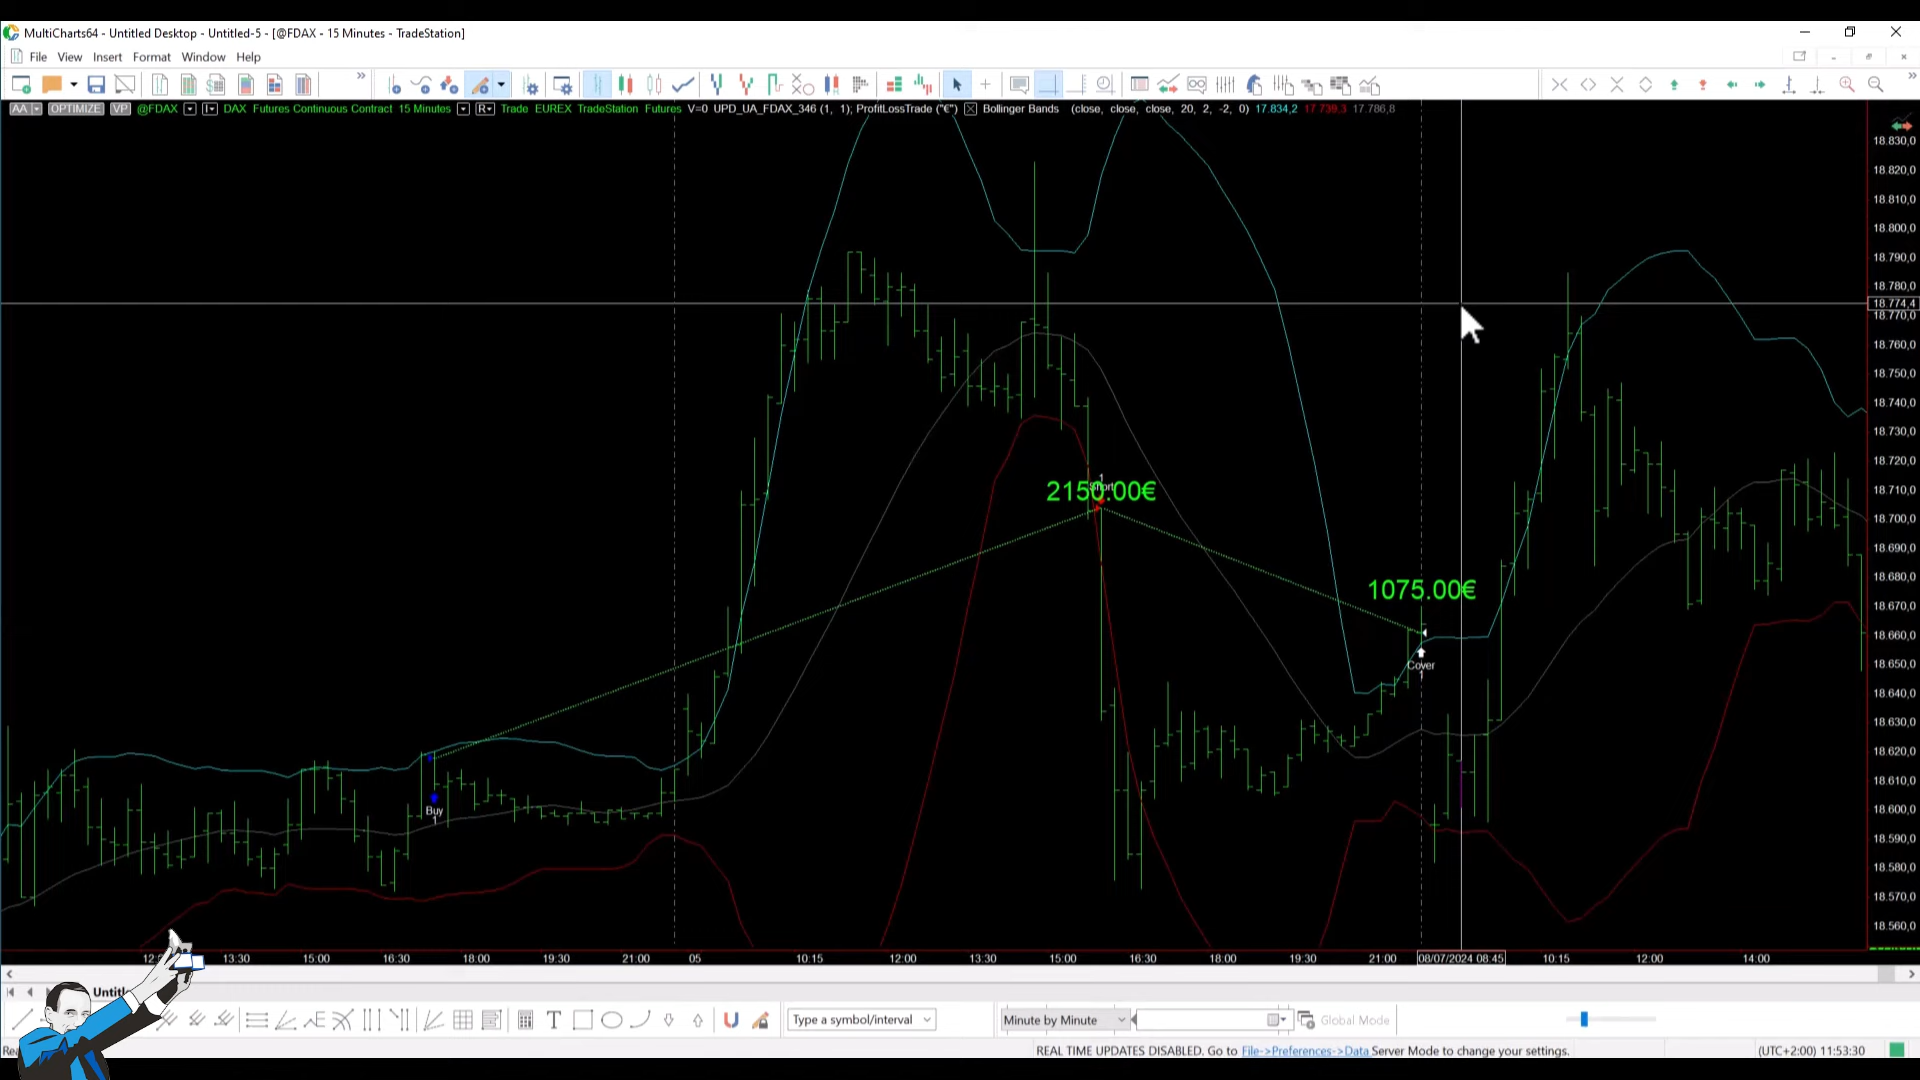 MultiCharts64 - Untitled Desktop - Untitled-5 - [@FDAX - 15 Minutes - TradeStation]
File View Insert Format Window Help
AA OPTIMIZE VP @FDAX I DAX Futures Continuous Contract 15 Minutes R Trade EUREX TradeStation Futures V=0 UPD_UA_FDAX_346 (1, 1); ProfitLossTrade ("€") Bollinger Bands (close, close, close, 20, 2, -2, 0) 17.834,2 17.739,3 17.786,8
18.830,0
18.820,0
18.810,0
18.800,0
18.790,0
18.780,0
18.774,4
18.770,0
18.760,0
18.750,0
18.740,0
18.730,0
18.720,0
18.710,0
18.700,0
18.690,0
18.680,0
18.670,0
18.660,0
18.650,0
18.640,0
18.630,0
18.620,0
18.610,0
18.600,0
18.590,0
18.580,0
18.570,0
18.560,0
1
Short
2150.00€
1075.00€
Cover
1
Buy
1
13:30 15:00 16:30 18:00 19:30 21:00 05 10:15 12:00 13:30 15:00 16:30 18:00 19:30 21:00 08/07/2024 08:45 10:15 12:00 14:00
Type a symbol/interval
Minute by Minute
Global Mode
REAL TIME UPDATES DISABLED. Go to File->Preferences->Data Server Mode to change your settings.
(UTC+2:00) 11:53:30